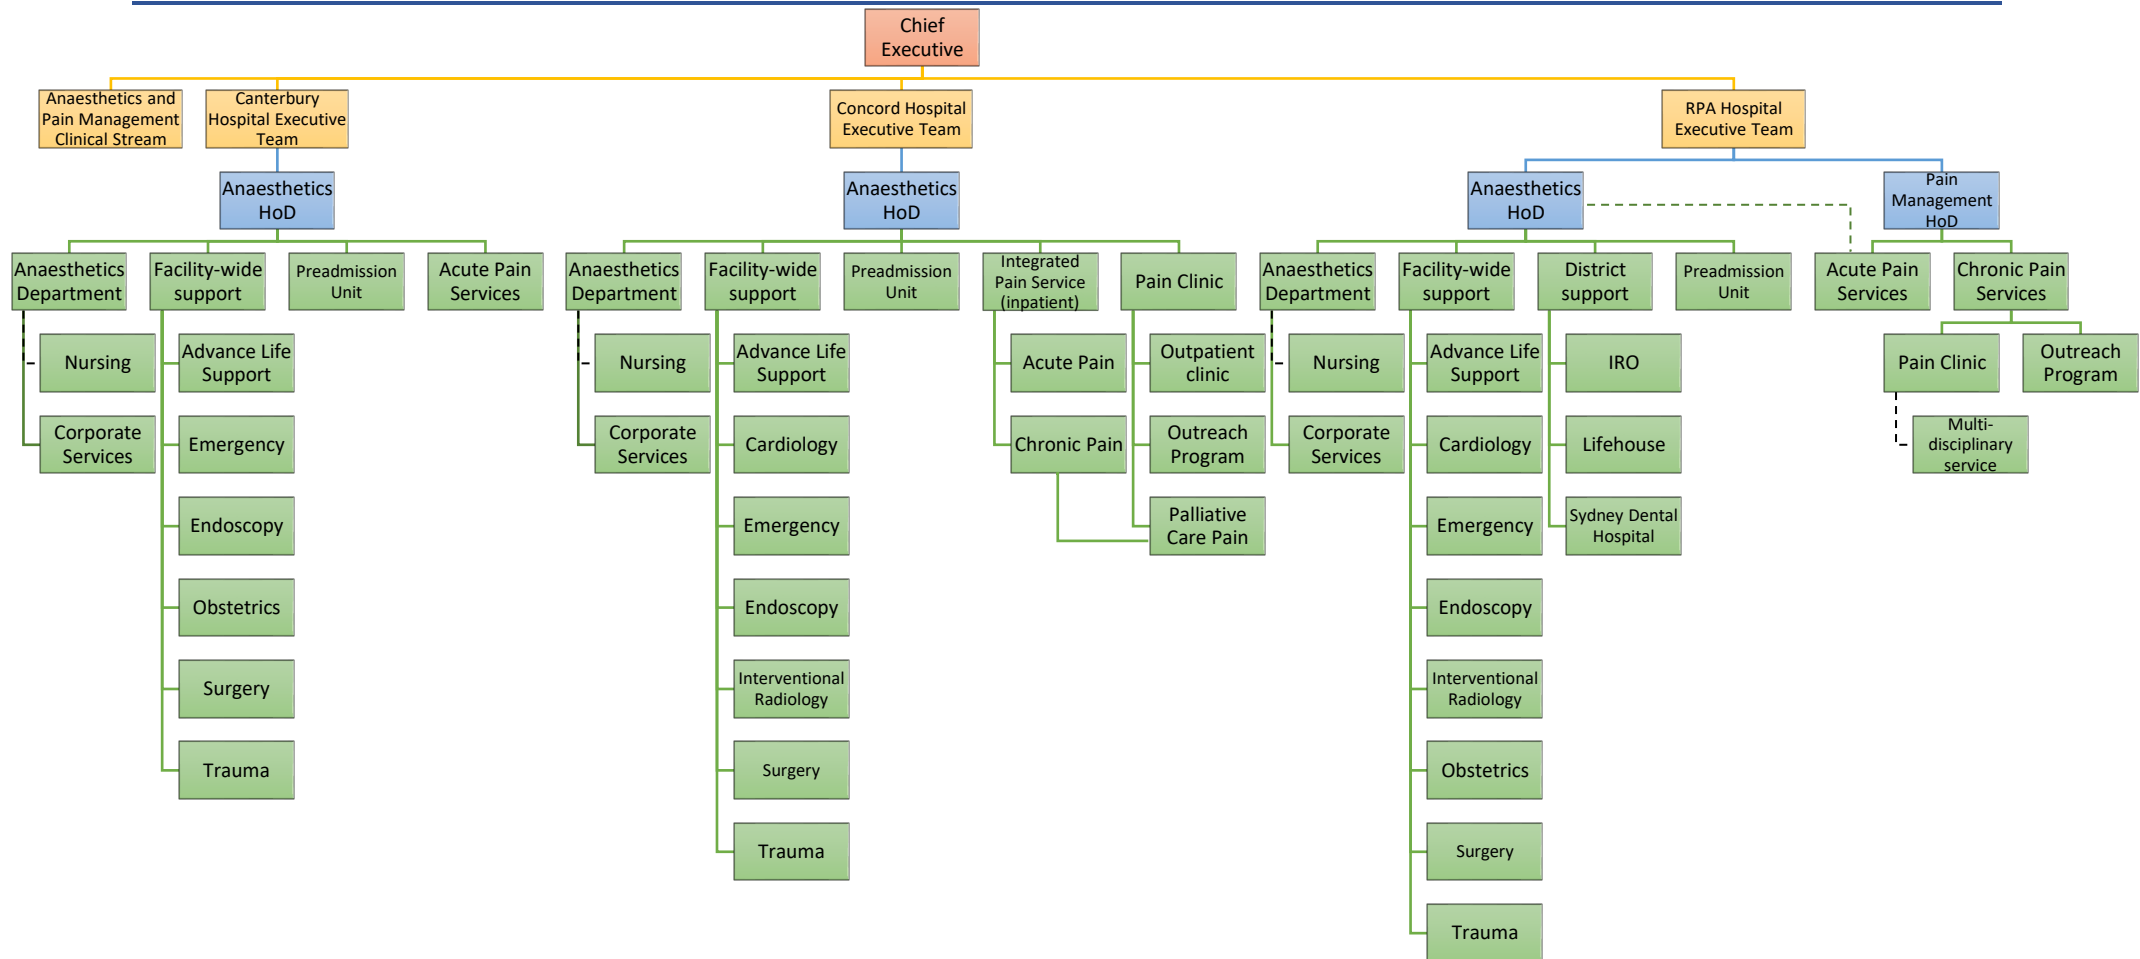 Chief
Executive
Anaesthetics and
Pain Management
Clinical Stream
Canterbury
Hospital Executive
Team
Concord Hospital
Executive Team
RPA Hospital
Executive Team
Anaesthetics
HoD
Anaesthetics
HoD
Anaesthetics
HoD
Pain
Management
HoD
Anaesthetics
Department
Facility-wide
support
Preadmission
Unit
Acute Pain
Services
Anaesthetics
Department
Facility-wide
support
Preadmission
Unit
Integrated
Pain Service
(inpatient)
Pain Clinic
Anaesthetics
Department
Facility-wide
support
District
support
Preadmission
Unit
Acute Pain
Services
Chronic Pain
Services
Nursing
Advance Life
Support
Nursing
Advance Life
Support
Acute Pain
Outpatient
clinic
Nursing
Advance Life
Support
IRO
Pain Clinic
Outreach
Program
Corporate
Services
Emergency
Corporate
Services
Cardiology
Chronic Pain
Outreach
Program
Corporate
Services
Cardiology
Lifehouse
Multi-
disciplinary
service
Endoscopy
Emergency
Palliative
Care Pain
Emergency
Sydney Dental
Hospital
Obstetrics
Endoscopy
Endoscopy
Surgery
Interventional
Radiology
Interventional
Radiology
Trauma
Surgery
Obstetrics
Trauma
Surgery
Trauma